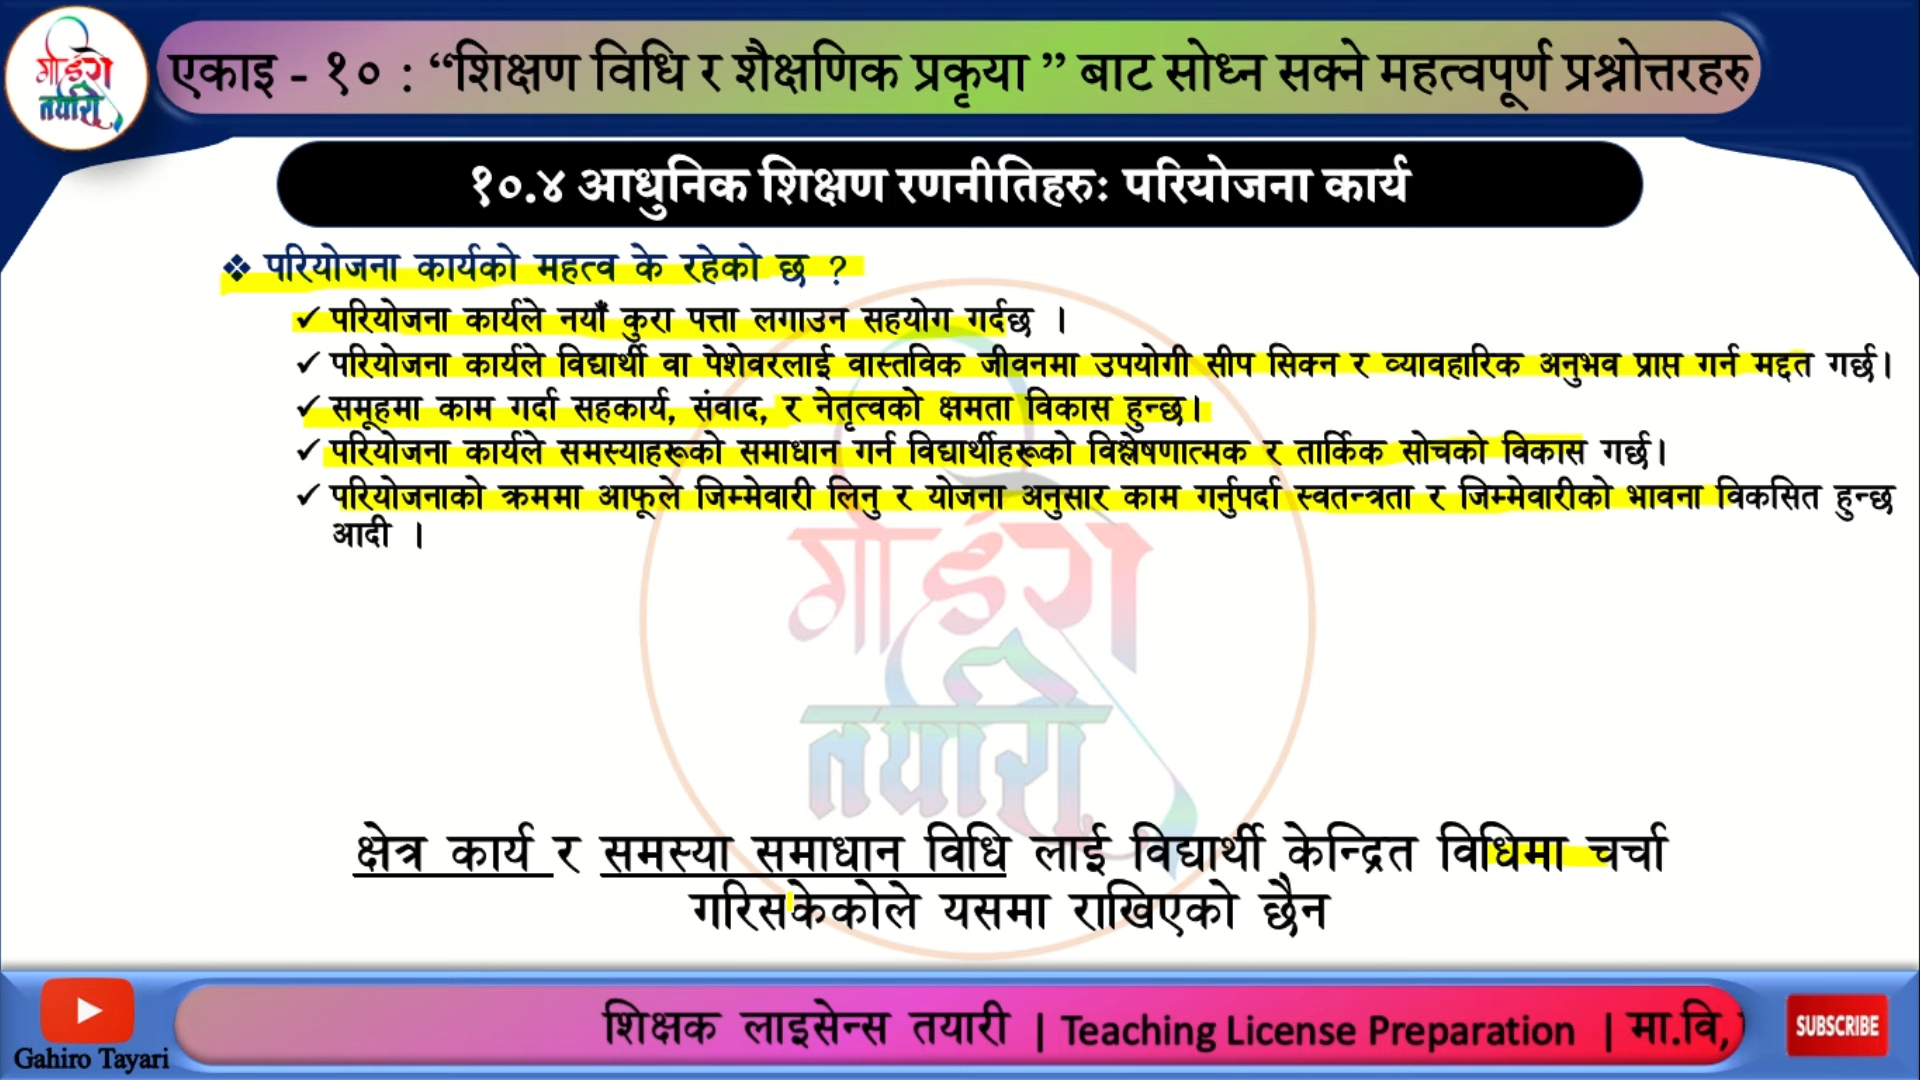 गहिरो
तयारी
एकाइ - १० : “शिक्षण विधि र शैक्षणिक प्रकृया ” बाट सोध्न सक्ने महत्वपूर्ण प्रश्नोत्तरहरु
१०.४ आधुनिक शिक्षण रणनीतिहरुः परियोजना कार्य
❖ परियोजना कार्यको महत्व के रहेको छ ?
✓ परियोजना कार्यले नयाँ कुरा पत्ता लगाउन सहयोग गर्दछ ।
✓ परियोजना कार्यले विद्यार्थी वा पेशेवरलाई वास्तविक जीवनमा उपयोगी सीप सिक्न र व्यावहारिक अनुभव प्राप्त गर्न मद्दत गर्छ।
✓ समूहमा काम गर्दा सहकार्य, संवाद, र नेतृत्वको क्षमता विकास हुन्छ।
✓ परियोजना कार्यले समस्याहरूको समाधान गर्न विद्यार्थीहरूको विश्लेषणात्मक र तार्किक सोचको विकास गर्छ।
✓ परियोजनाको क्रममा आफूले जिम्मेवारी लिनु र योजना अनुसार काम गर्नुपर्दा स्वतन्त्रता र जिम्मेवारीको भावना विकसित हुन्छ
आदी ।
गहिरो
तयारी
क्षेत्र कार्य र समस्या समाधान विधि लाई विद्यार्थी केन्द्रित विधिमा चर्चा
गरिसकेकोले यसमा राखिएको छैन
शिक्षक लाइसेन्स तयारी | Teaching License Preparation | मा.वि,
SUBSCRIBE
Gahiro Tayari